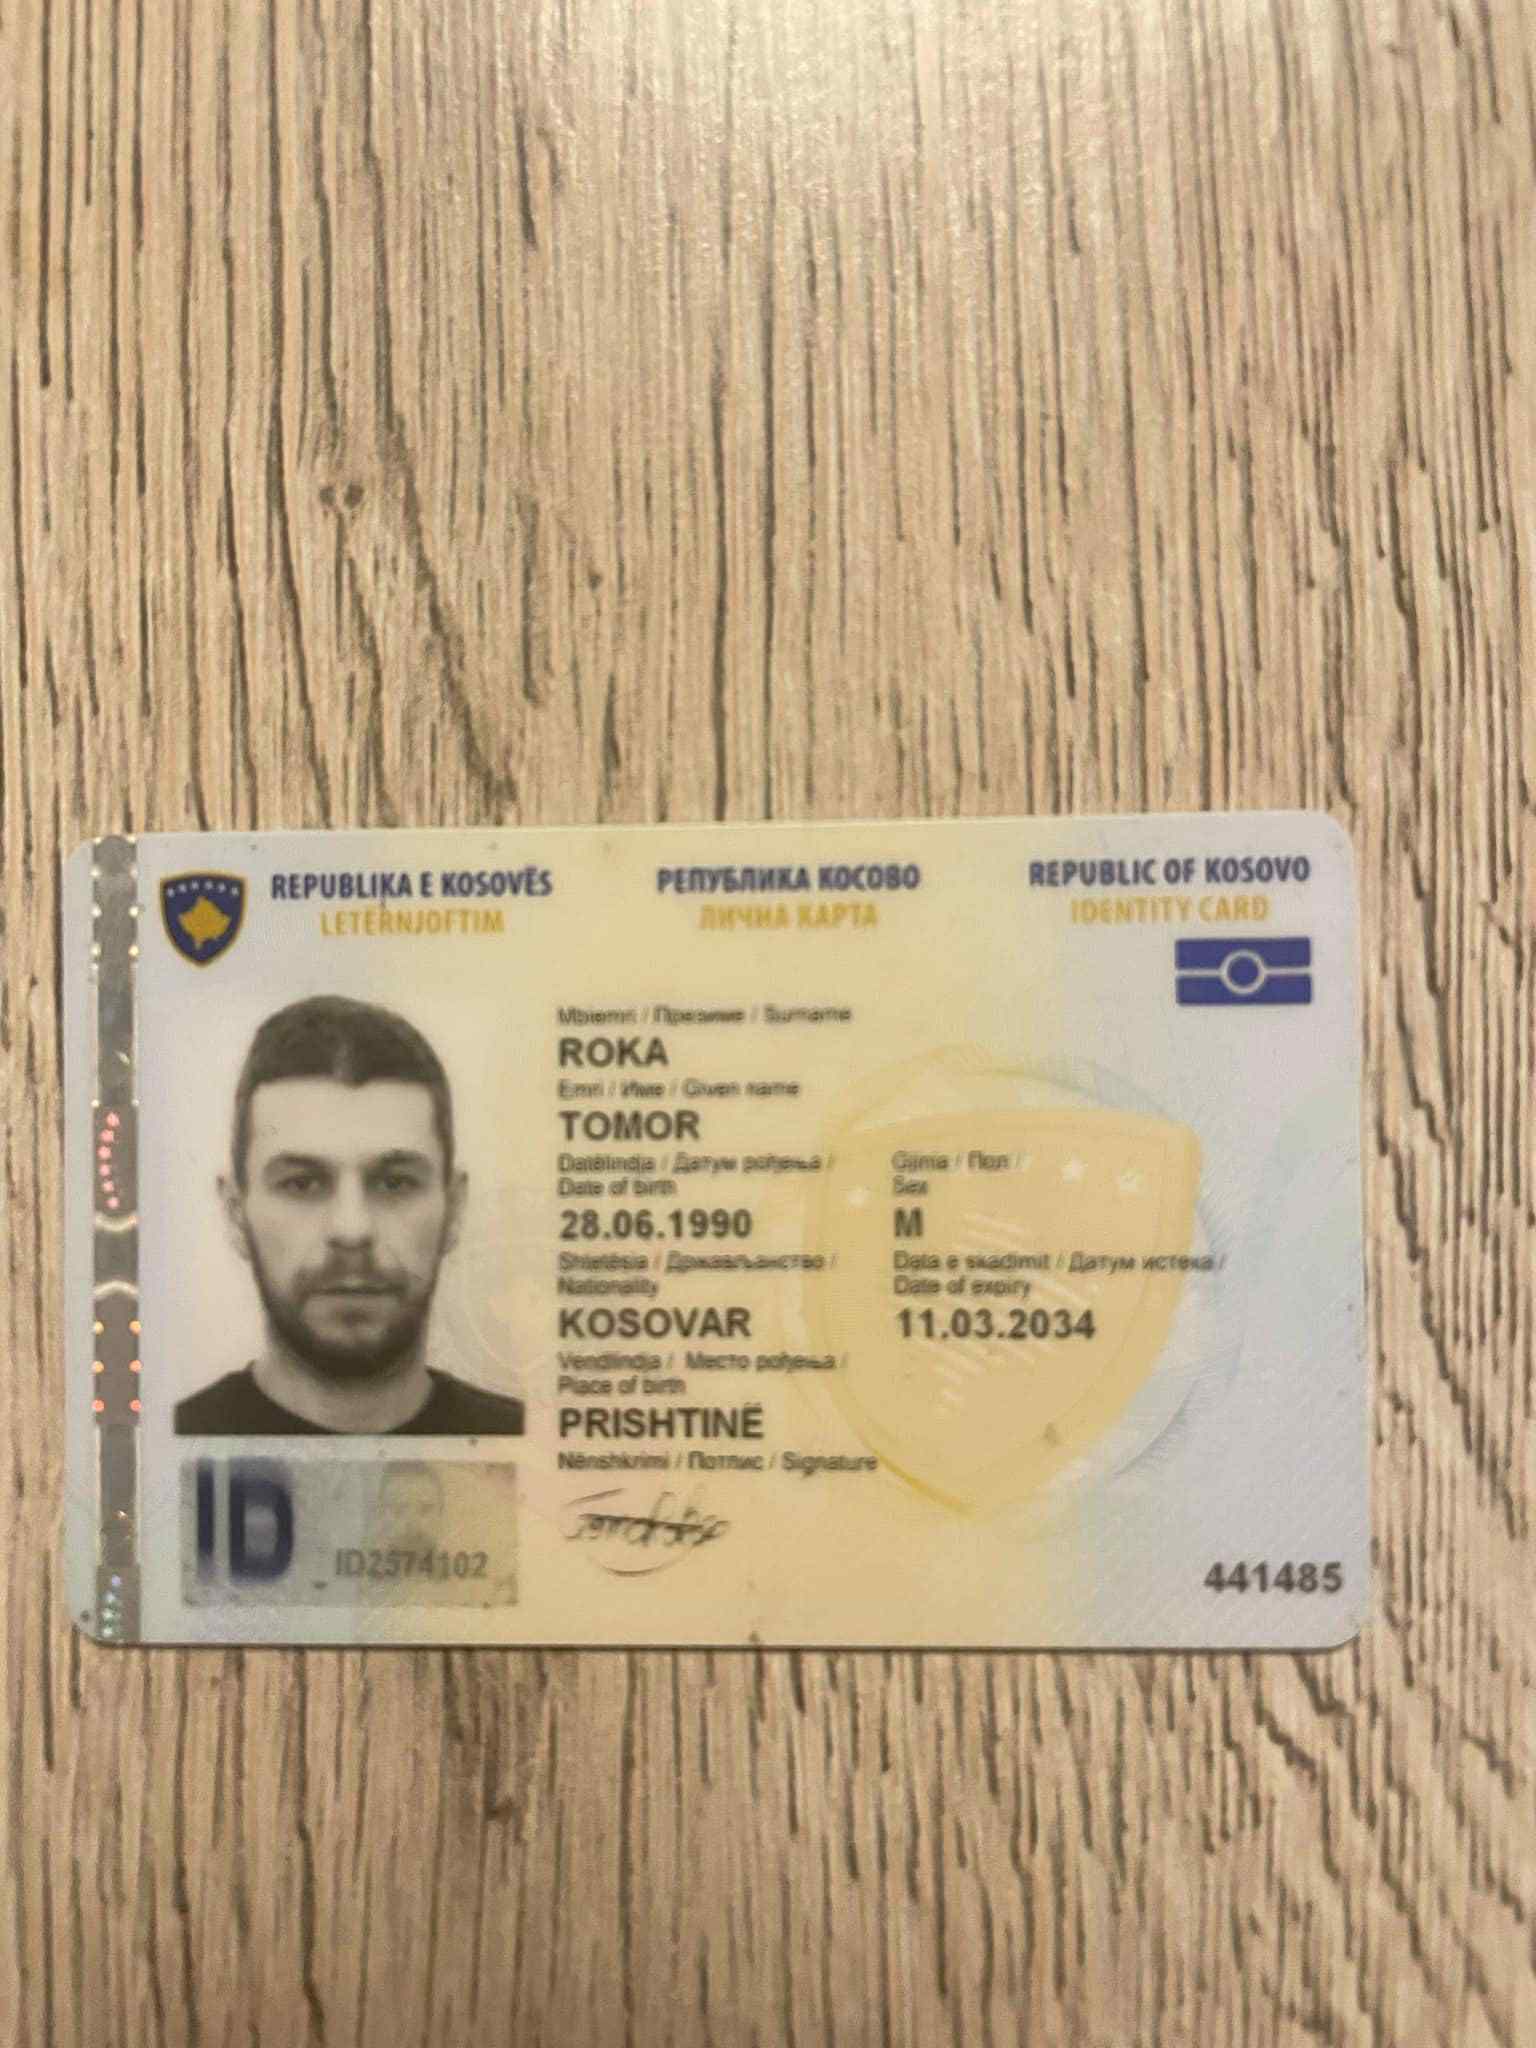 REPUBLIKA E KOSOVËS
LETËRNJOFTIM
РЕПУБЛИКА КОСОВО
ЛИЧНА КАРТА
REPUBLIC OF KOSOVO
IDENTITY CARD
Mbiemri / Презиме / Surname
ROKA
Emri / Име / Given name
TOMOR
Datëlindja / Датум рођења /
Date of birth
28.06.1990
Gjinia / Пол /
Sex
M
Shtetësia / Држављанство /
Nationality
KOSOVAR
Data e skadimit / Датум истека /
Date of expiry
11.03.2034
Vendlindja / Место рођења /
Place of birth
PRISHTINË
Nënshkrimi / Потпис / Signature
ID
ID2574102
441485